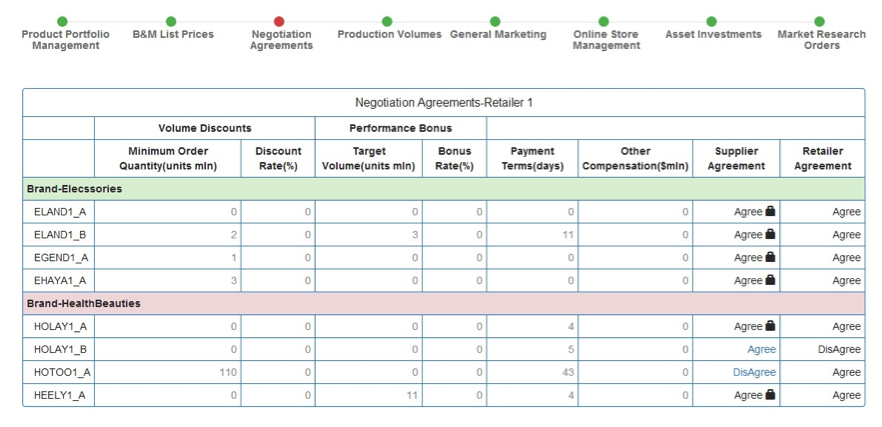 Product Portfolio Management
B&M List Prices
Negotiation Agreements
Production Volumes
General Marketing
Online Store Management
Asset Investments
Market Research Orders
Negotiation Agreements-Retailer 1
Volume Discounts Performance Bonus
Minimum Order Quantity(units mln) Discount Rate(%) Target Volume(units mln) Bonus Rate(%) Payment Terms(days) Other Compensation($mln) Supplier Agreement Retailer Agreement
Brand-Elecssories
ELAND1_A 0 0 0 0 0 0 Agree Agree
ELAND1_B 2 0 3 0 11 0 Agree Agree
EGEND1_A 1 0 0 0 0 0 Agree Agree
EHAYA1_A 3 0 0 0 0 0 Agree Agree
Brand-HealthBeauties
HOLAY1_A 0 0 0 0 4 0 Agree Agree
HOLAY1_B 0 0 0 0 5 0 Agree DisAgree
HOTOO1_A 110 0 0 0 43 0 DisAgree Agree
HEELY1_A 0 0 11 0 4 0 Agree Agree